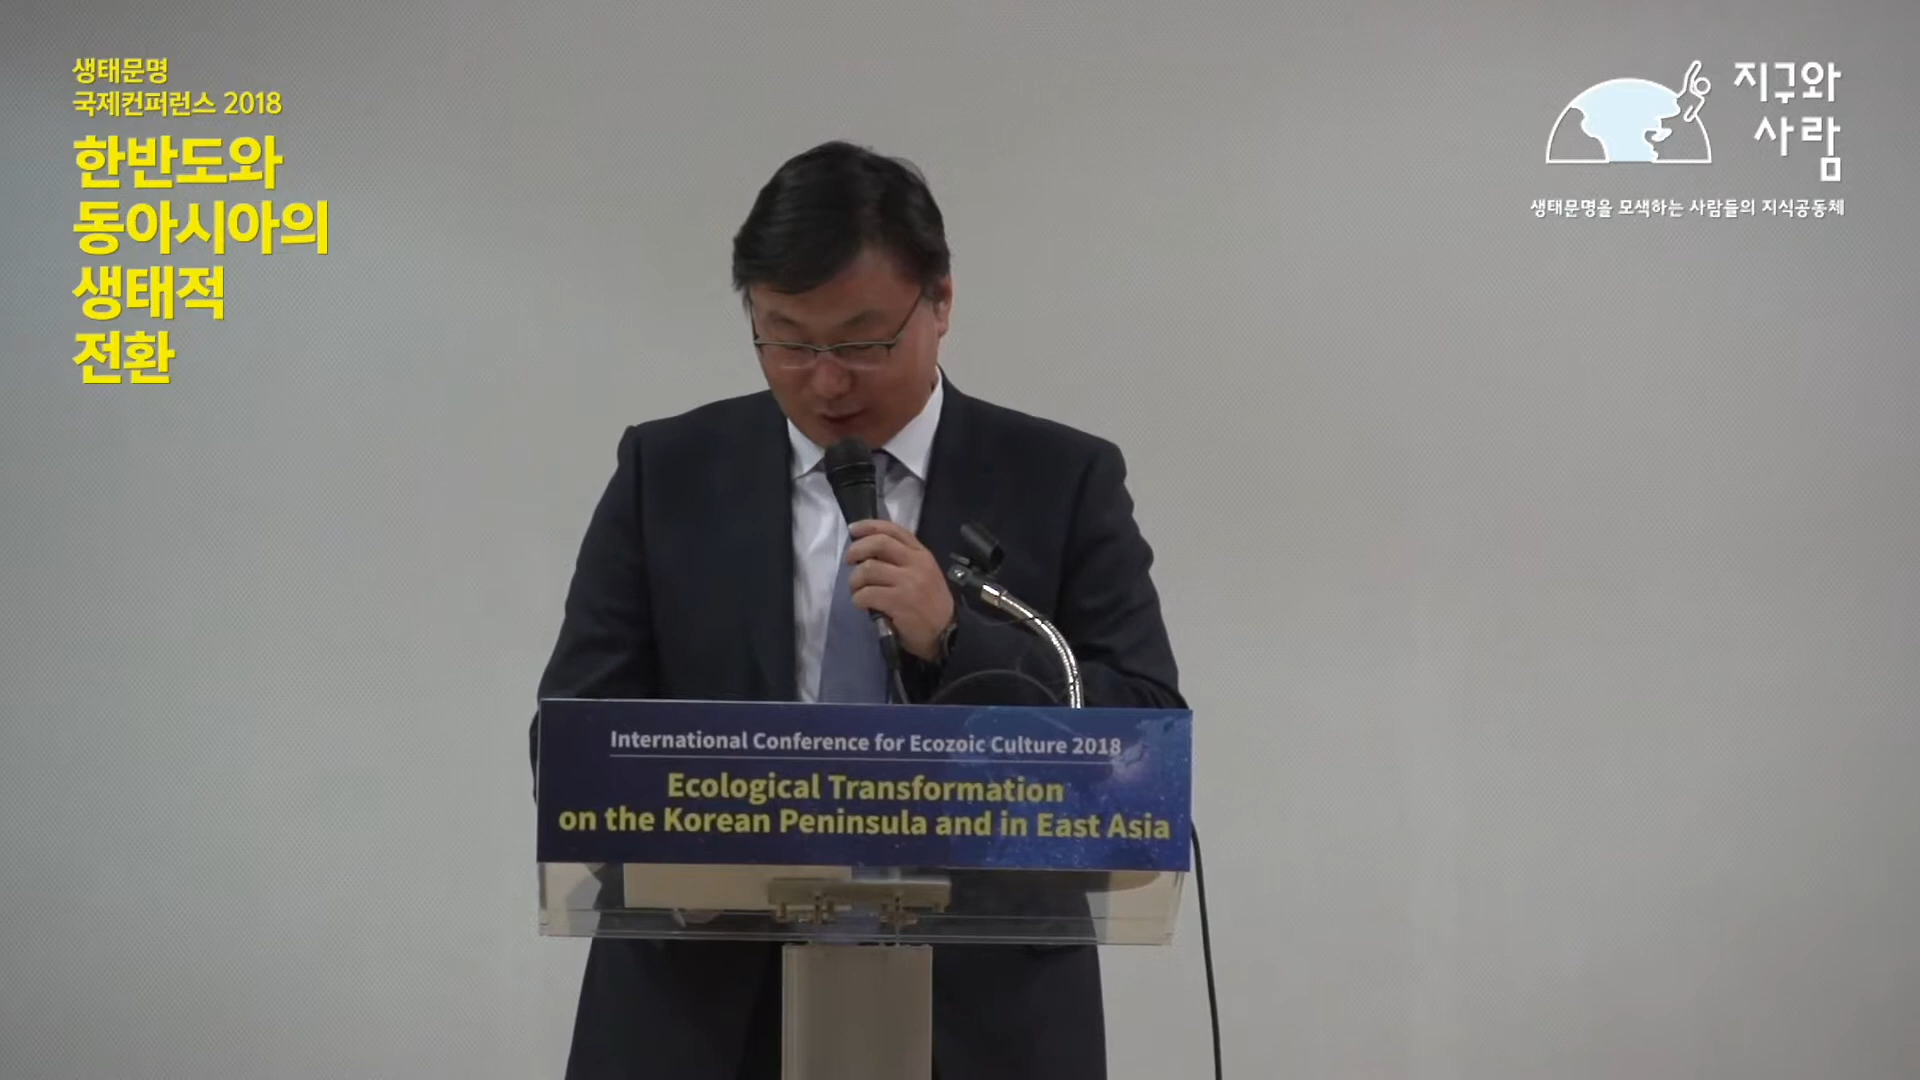 생태문명
국제컨퍼런스 2018
한반도와
동아시아의
생태적
전환
지구와
사람
생태문명을 모색하는 사람들의 지식공동체
International Conference for Ecozoic Culture 2018
Ecological Transformation
on the Korean Peninsula and in East Asia